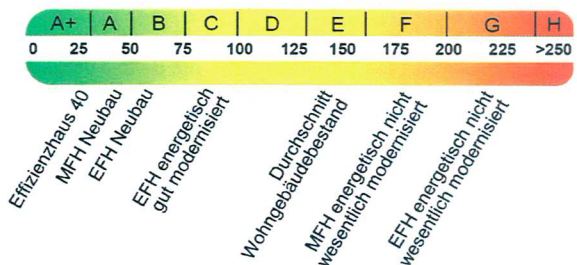 A+ A B C D E F G H
0 25 50 75 100 125 150 175 200 225 >250
Effizienzhaus 40
MFH Neubau
EFH Neubau
EFH energetisch
gut modernisiert
Durchschnitt
Wohngebäudebestand
MFH energetisch nicht
wesentlich modernisiert
EFH energetisch nicht
wesentlich modernisiert